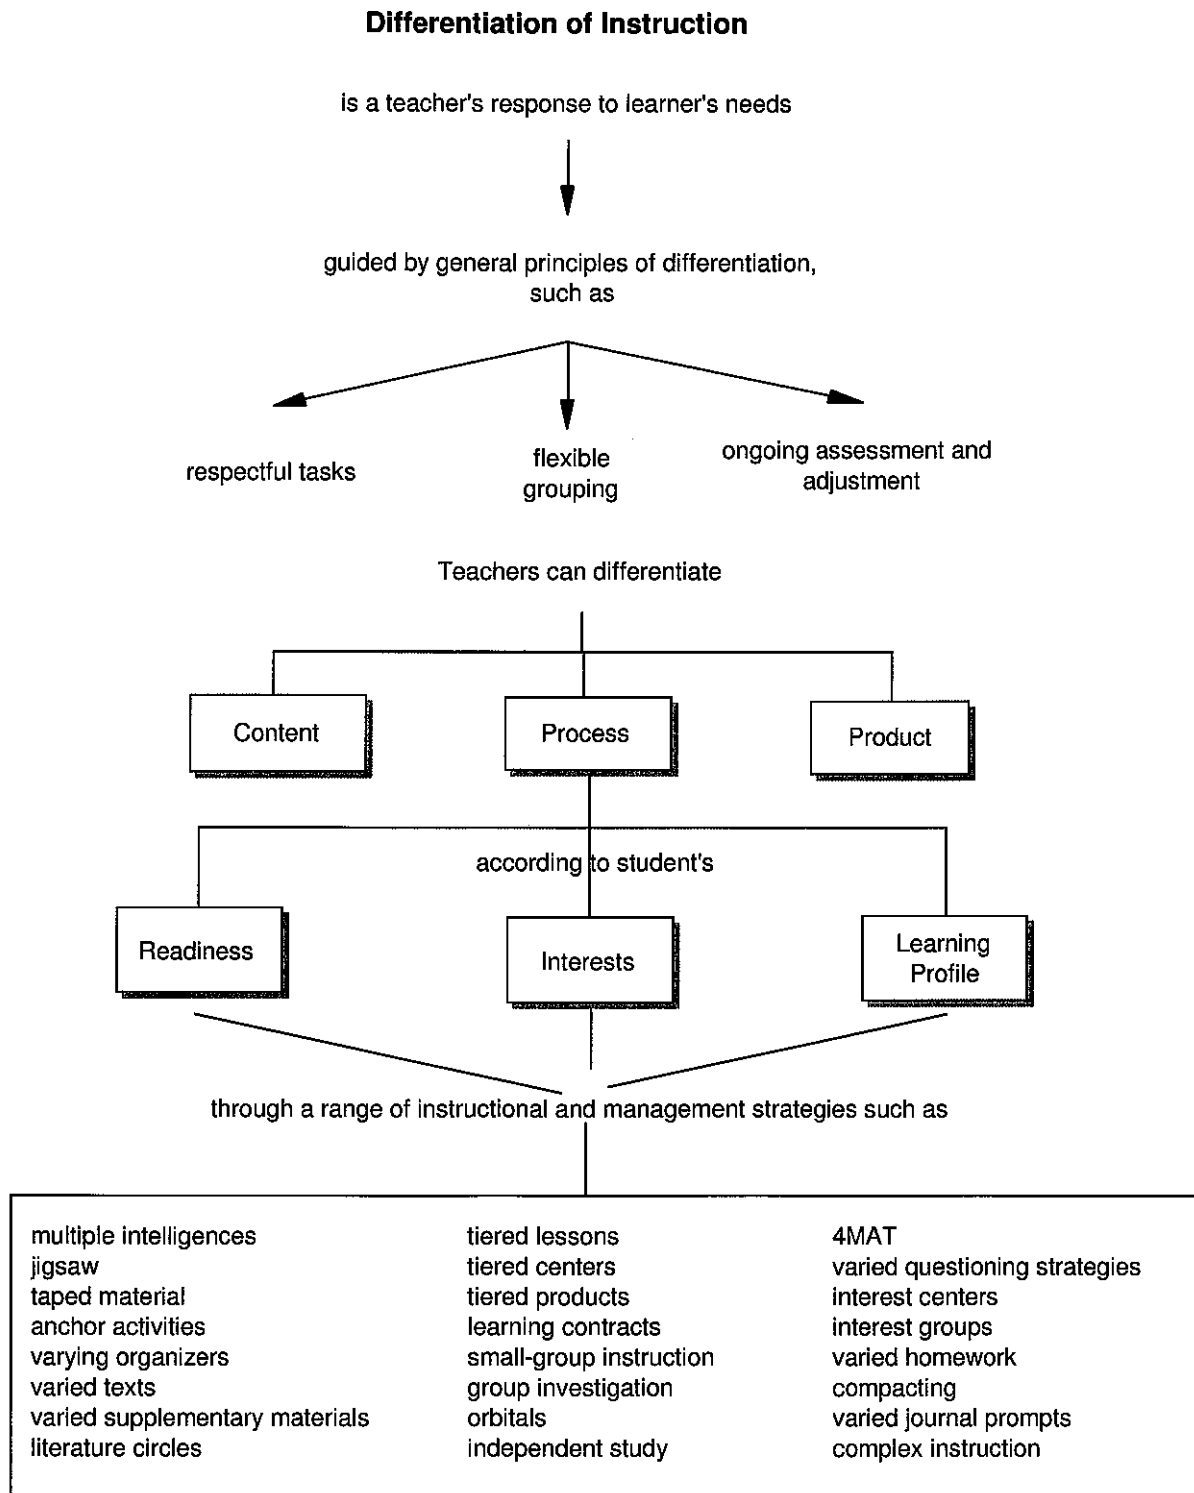 Differentiation of Instruction
is a teacher's response to learner's needs
guided by general principles of differentiation,
such as
respectful tasks
flexible
grouping
ongoing assessment and
adjustment
Teachers can differentiate
Content
Process
Product
according to student's
Readiness
Interests
Learning
Profile
through a range of instructional and management strategies such as
multiple intelligences
jigsaw
taped material
anchor activities
varying organizers
varied texts
varied supplementary materials
literature circles
tiered lessons
tiered centers
tiered products
learning contracts
small-group instruction
group investigation
orbitals
independent study
4MAT
varied questioning strategies
interest centers
interest groups
varied homework
compacting
varied journal prompts
complex instruction